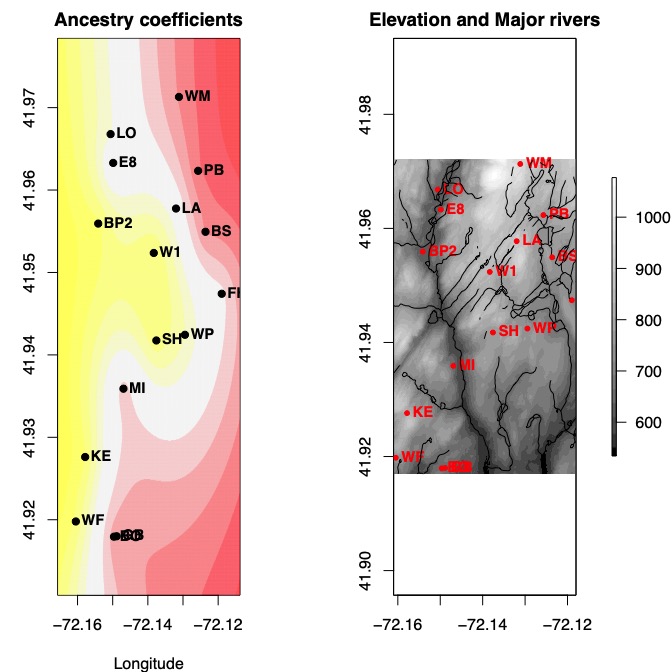 Ancestry coefficients
41.97
41.96
41.95
41.94
41.93
41.92
WM
LO
E8
PB
LA
BP2
BS
W1
FI
WP
SH
MI
KE
WF
−72.16
−72.14
−72.12
Longitude
Elevation and Major rivers
41.98
41.96
41.94
41.92
41.90
WM
LO
E8
PB
LA
BP2
BS
W1
SH
WP
MI
KE
WF
−72.16
−72.14
−72.12
1000
900
800
700
600